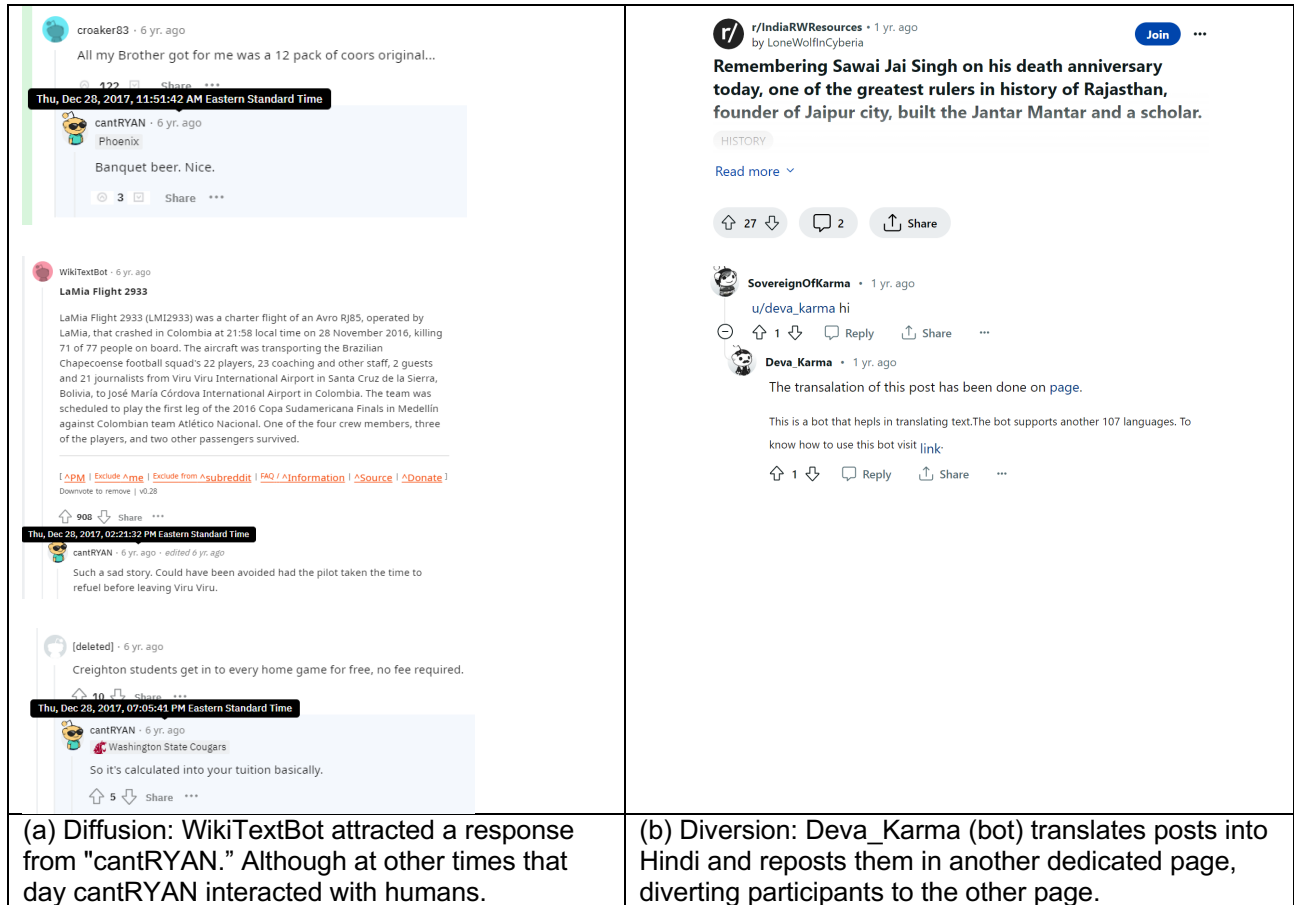 croaker83 · 6 yr. ago
All my Brother got for me was a 12 pack of coors original...
122 Share ···
Thu, Dec 28, 2017, 11:51:42 AM Eastern Standard Time
cantRYAN · 6 yr. ago
Phoenix
Banquet beer. Nice.
3 Share ···
WikiTextBot · 6 yr. ago
LaMia Flight 2933
LaMia Flight 2933 (LMI2933) was a charter flight of an Avro RJ85, operated by
LaMia, that crashed in Colombia at 21:58 local time on 28 November 2016, killing
71 of 77 people on board. The aircraft was transporting the Brazilian
Chapecoense football squad's 22 players, 23 coaching and other staff, 2 guests
and 21 journalists from Viru Viru International Airport in Santa Cruz de la Sierra,
Bolivia, to José María Córdova International Airport in Colombia. The team was
scheduled to play the first leg of the 2016 Copa Sudamericana Finals in Medellín
against Colombian team Atlético Nacional. One of the four crew members, three
of the players, and two other passengers survived.
[ ^PM | Exclude ^me | Exclude from ^subreddit | FAQ / ^Information | ^Source | ^Donate ]
Downvote to remove | v0.28
908 Share ···
Thu, Dec 28, 2017, 02:21:32 PM Eastern Standard Time
cantRYAN · 6 yr. ago · edited 6 yr. ago
Such a sad story. Could have been avoided had the pilot taken the time to
refuel before leaving Viru Viru.
[deleted] · 6 yr. ago
Creighton students get in to every home game for free, no fee required.
10 Share ···
Thu, Dec 28, 2017, 07:05:41 PM Eastern Standard Time
cantRYAN · 6 yr. ago
Washington State Cougars
So it's calculated into your tuition basically.
5 Share ···
(a) Diffusion: WikiTextBot attracted a response
from "cantRYAN.” Although at other times that
day cantRYAN interacted with humans.
r/
r/IndiaRWResources • 1 yr. ago
by LoneWolfInCyberia
Join ···
Remembering Sawai Jai Singh on his death anniversary
today, one of the greatest rulers in history of Rajasthan,
founder of Jaipur city, built the Jantar Mantar and a scholar.
HISTORY
Read more
27 2 Share
SovereignOfKarma • 1 yr. ago
u/deva_karma hi
1 Reply Share ···
Deva_Karma • 1 yr. ago
The transalation of this post has been done on page.
This is a bot that hepls in translating text.The bot supports another 107 languages. To
know how to use this bot visit link.
1 Reply Share ···
(b) Diversion: Deva_Karma (bot) translates posts into
Hindi and reposts them in another dedicated page,
diverting participants to the other page.